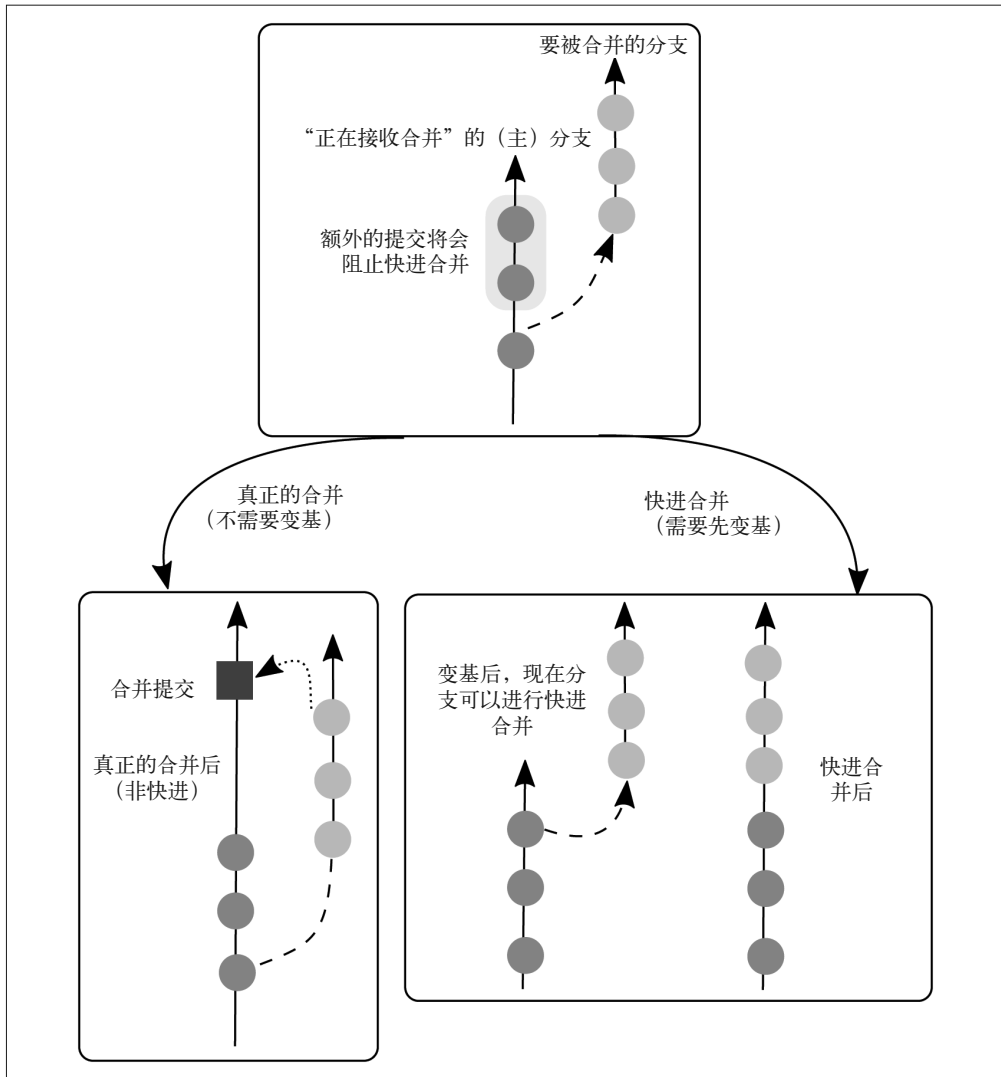 要被合并的分支
“正在接收合并”的（主）分支
额外的提交将会
阻止快进合并
真正的合并
（不需要变基）
快进合并
（需要先变基）
合并提交
真正的合并后
（非快进）
变基后，现在分
支可以进行快进
合并
快进合
并后